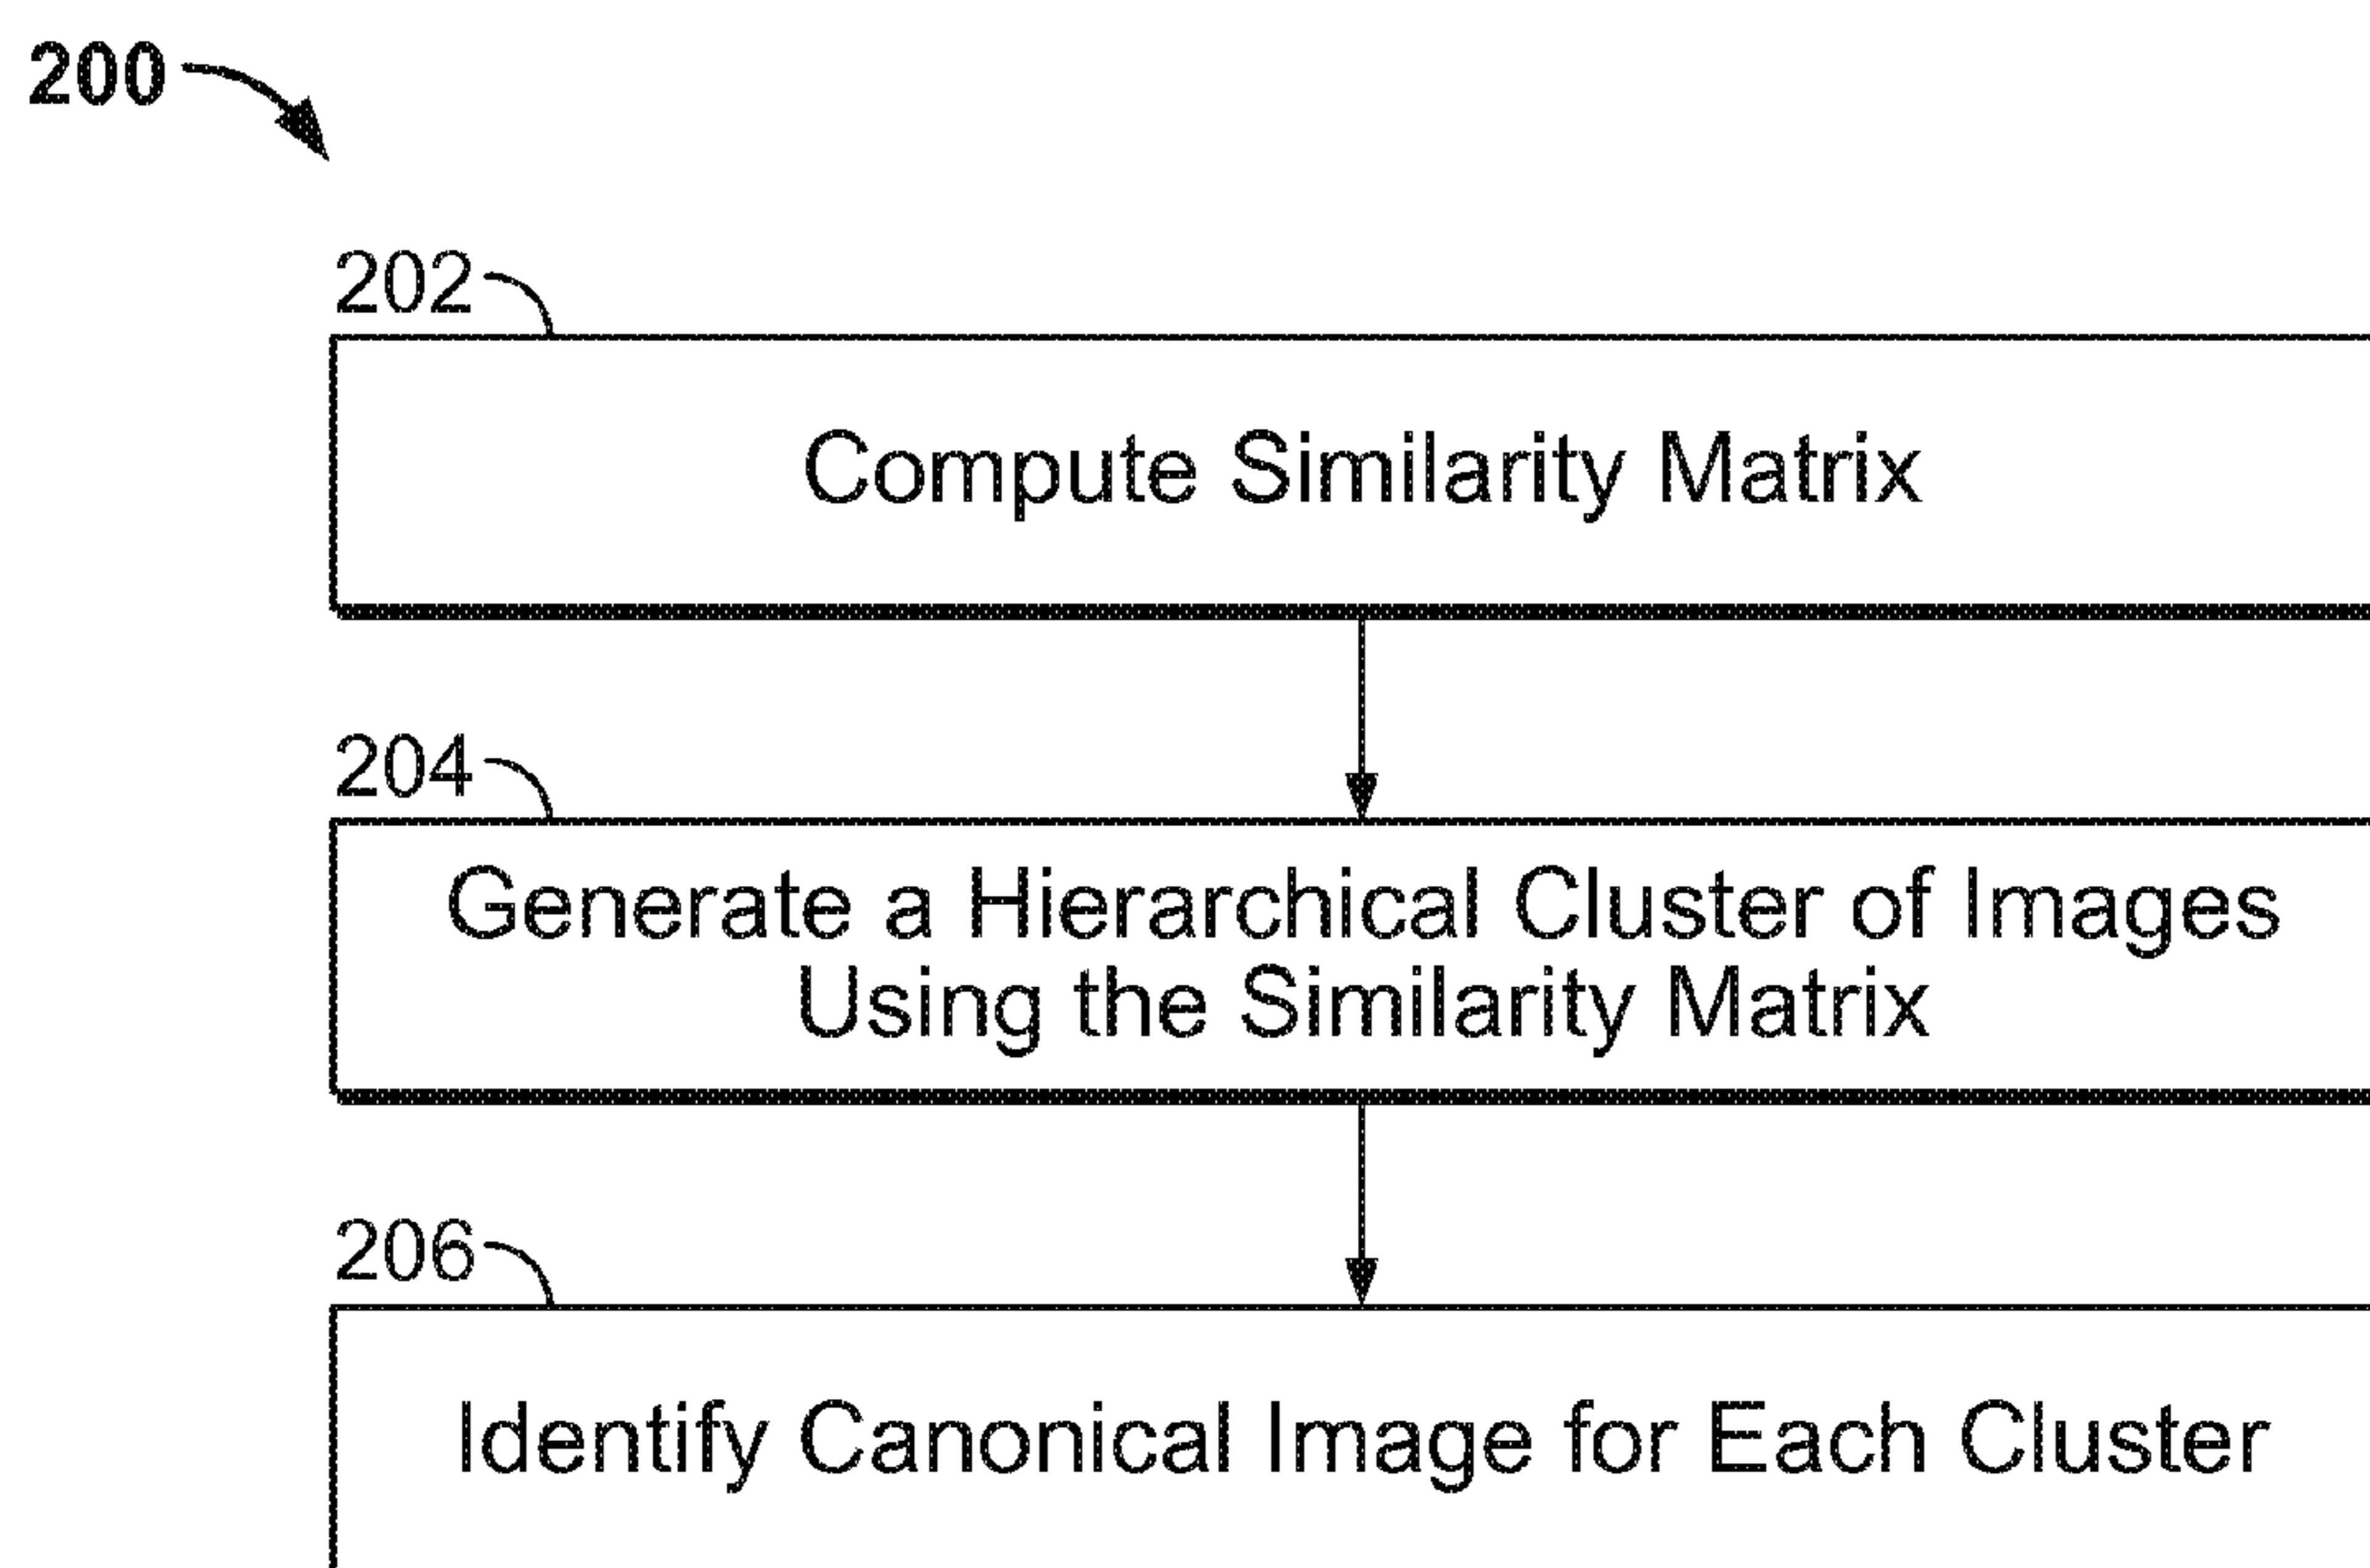 200
202
Compute Similarity Matrix
204
Generate a Hierarchical Cluster of Images
Using the Similarity Matrix
206
Identify Canonical Image for Each Cluster